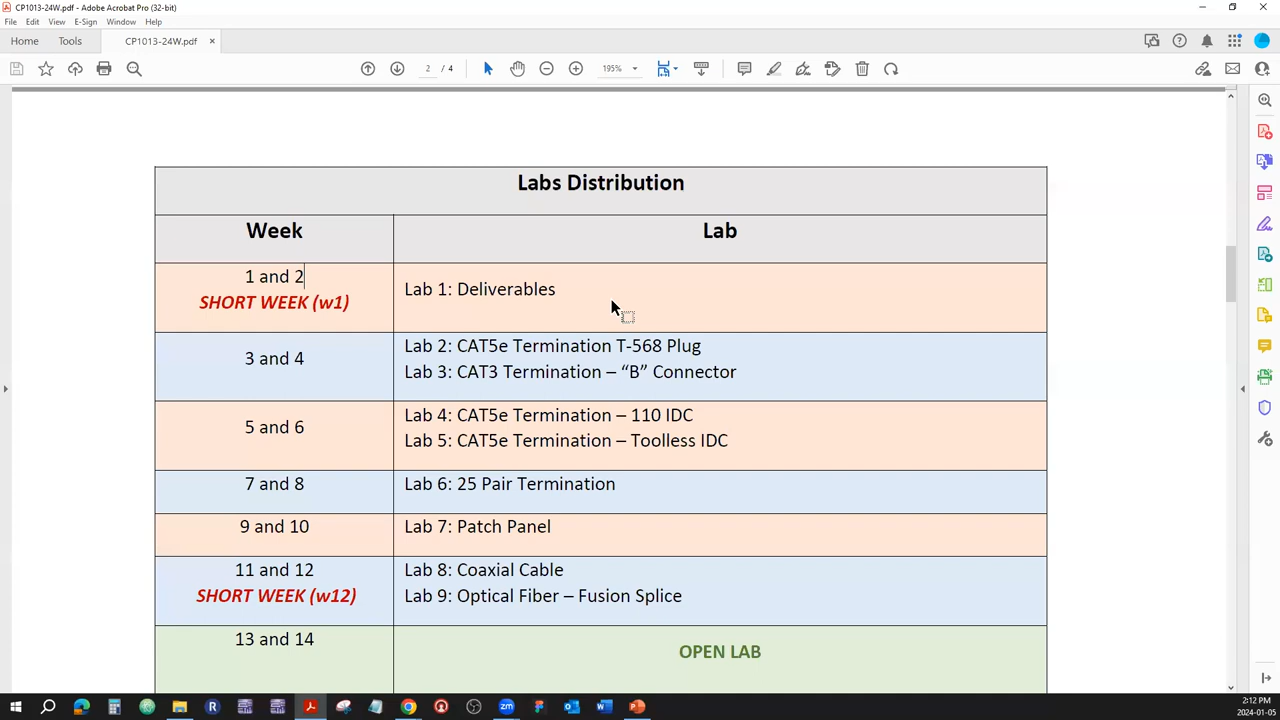 CP1013-24W.pdf - Adobe Acrobat Pro (32-bit)
File Edit View E-Sign Window Help
Home Tools CP1013-24W.pdf ×
2 / 4 195%
Labs Distribution
Week Lab
1 and 2
SHORT WEEK (w1)
Lab 1: Deliverables
3 and 4
Lab 2: CAT5e Termination T-568 Plug
Lab 3: CAT3 Termination – “B” Connector
5 and 6
Lab 4: CAT5e Termination – 110 IDC
Lab 5: CAT5e Termination – Toolless IDC
7 and 8
Lab 6: 25 Pair Termination
9 and 10
Lab 7: Patch Panel
11 and 12
SHORT WEEK (w12)
Lab 8: Coaxial Cable
Lab 9: Optical Fiber – Fusion Splice
13 and 14
OPEN LAB
2:12 PM
2024-01-05